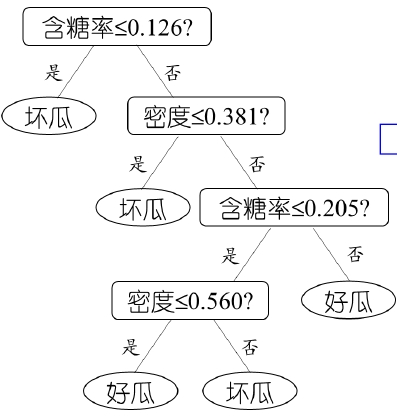 含糖率≤0.126?
是 否
坏瓜
密度≤0.381?
是 否
坏瓜
含糖率≤0.205?
是 否
密度≤0.560?
好瓜
是 否
好瓜 坏瓜